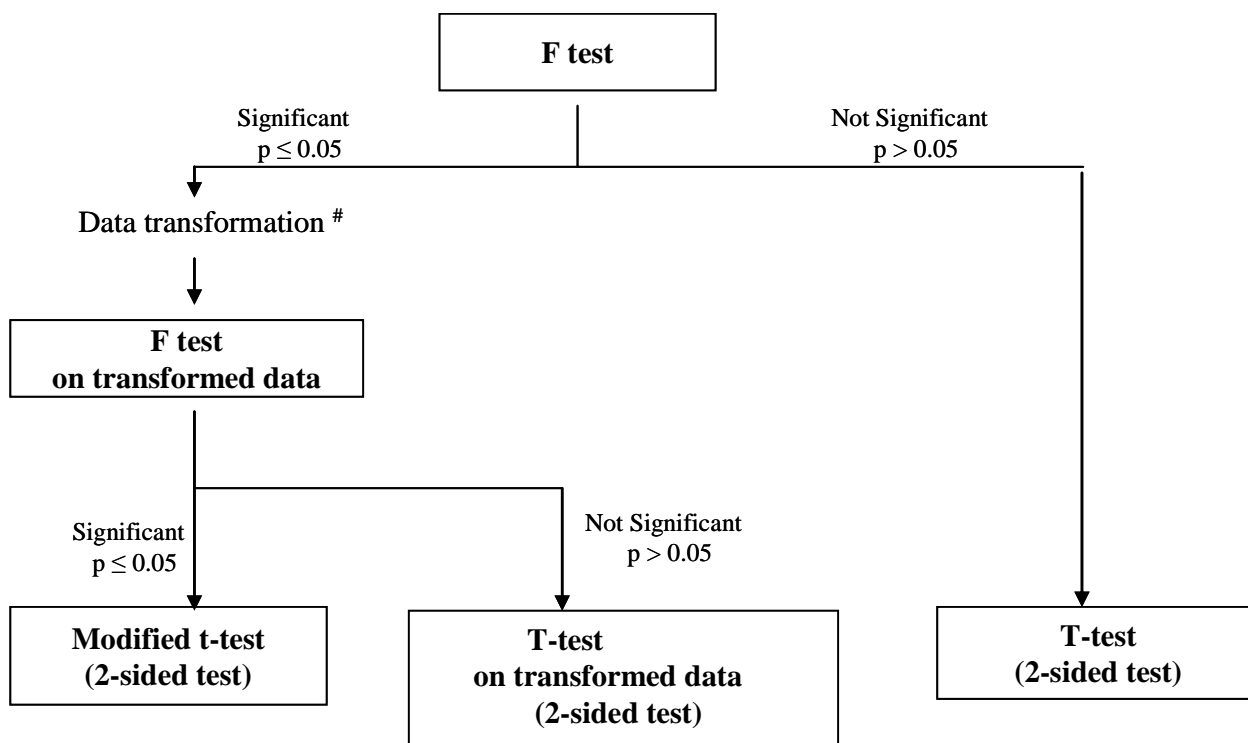 F test
Significant
p ≤ 0.05
Not Significant
p > 0.05
Data transformation #
F test
on transformed data
Significant
p ≤ 0.05
Not Significant
p > 0.05
Modified t-test
(2-sided test)
T-test
on transformed data
(2-sided test)
T-test
(2-sided test)